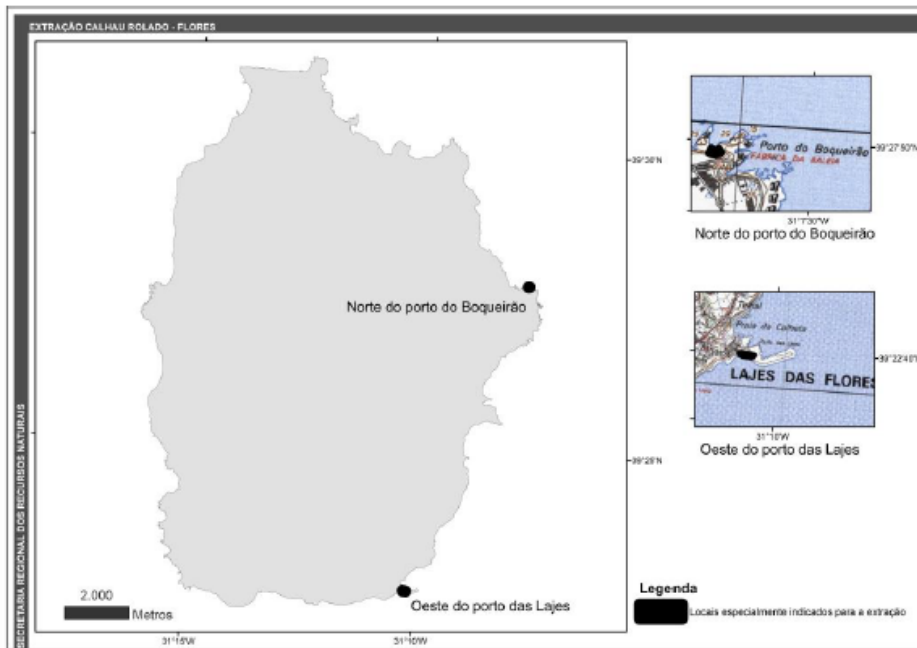 EXTRAÇÃO CALHAU ROLADO - FLORES
SECRETARIA REGIONAL DOS RECURSOS NATURAIS
Norte do porto do Boqueirão
Oeste do porto das Lajes
2.000
Metros
39°30'N
39°25'N
31°15'W
31°10'W
Porto do Boqueirão
FÁBRICA DA BALEIA
39°27'50"N
31°7'30"W
Norte do porto do Boqueirão
Praia da Calheta
LAJES DAS FLORES
39°22'40"N
31°10'W
Oeste do porto das Lajes
Legenda
Locais especialmente indicados para a extração